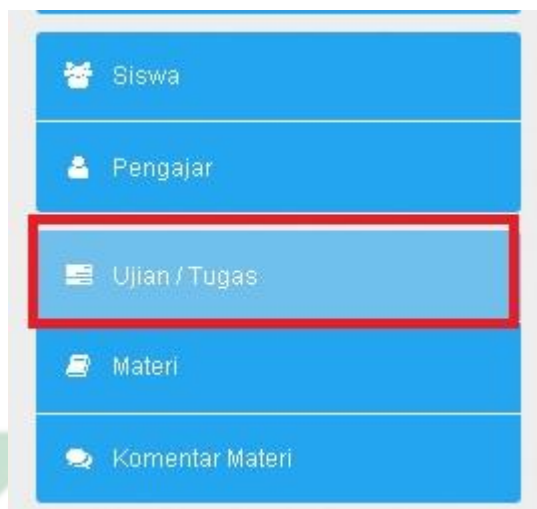 Siswa
Pengajar
Ujian / Tugas
Materi
Komentar Materi